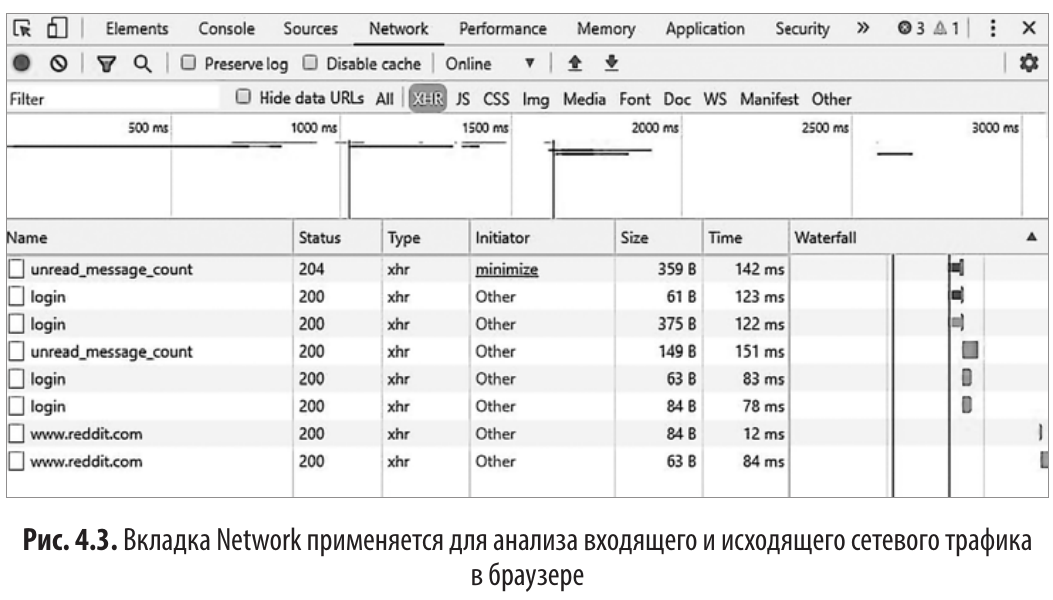 Elements Console Sources Network Performance Memory Application Security » 3 1
Preserve log Disable cache Online
Filter Hide data URLs All XHR JS CSS Img Media Font Doc WS Manifest Other
500 ms 1000 ms 1500 ms 2000 ms 2500 ms 3000 ms
Name Status Type Initiator Size Time Waterfall
unread_message_count 204 xhr minimize 359 B 142 ms
login 200 xhr Other 61 B 123 ms
login 200 xhr Other 375 B 122 ms
unread_message_count 200 xhr Other 149 B 151 ms
login 200 xhr Other 63 B 83 ms
login 200 xhr Other 84 B 78 ms
www.reddit.com 200 xhr Other 84 B 12 ms
www.reddit.com 200 xhr Other 63 B 84 ms
Рис. 4.3. Вкладка Network применяется для анализа входящего и исходящего сетевого трафика
в браузере